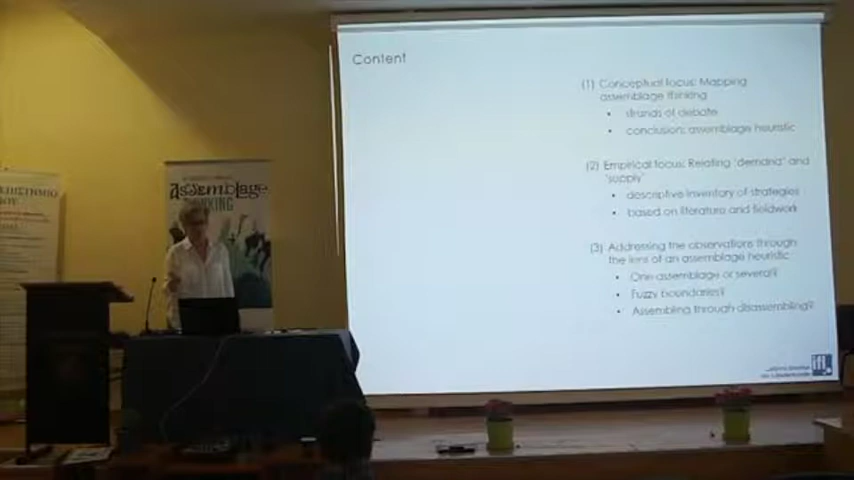 Content
(1) Conceptual focus: Mapping
assemblage thinking
• strands of debate
• conclusion: assemblage heuristic
(2) Empirical focus: Relating 'demand' and
'supply'
• descriptive inventory of strategies
• based on literature and fieldwork
(3) Addressing the observations through
the lens of an assemblage heuristic
• One assemblage or several?
• Fuzzy boundaries?
• Assembling through disassembling?
ifl
Assemblage
THINKING